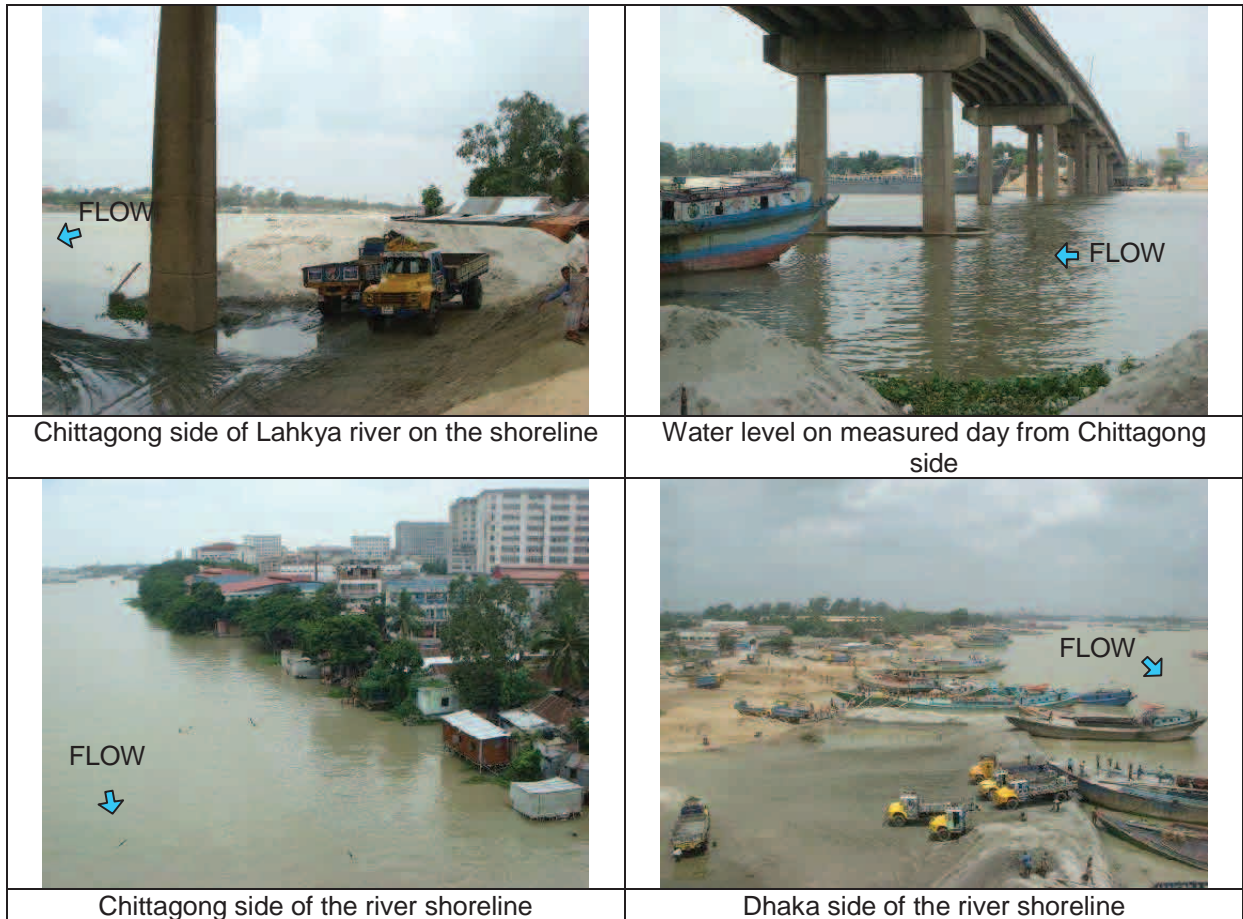 FLOW
FLOW
Chittagong side of Lahkya river on the shoreline
Water level on measured day from Chittagong
side
FLOW
FLOW
Chittagong side of the river shoreline
Dhaka side of the river shoreline